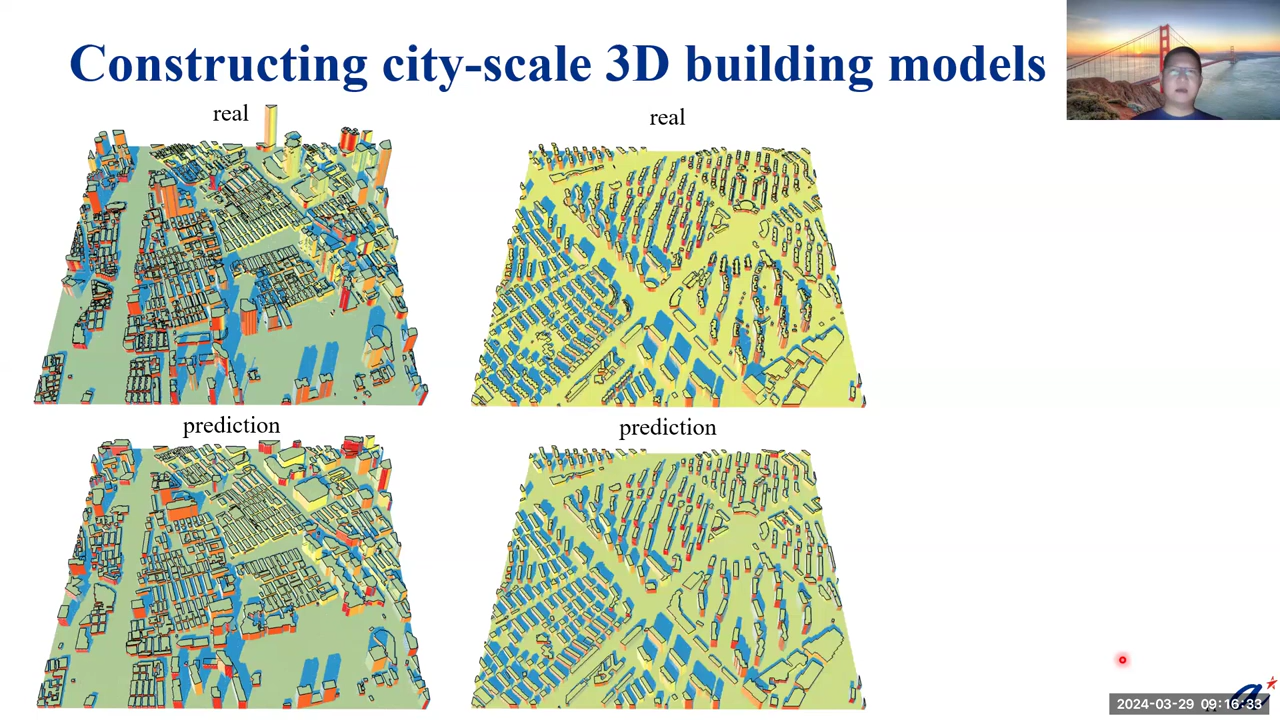 Constructing city-scale 3D building models
real
real
prediction
prediction
2024-03-29 09:16:33